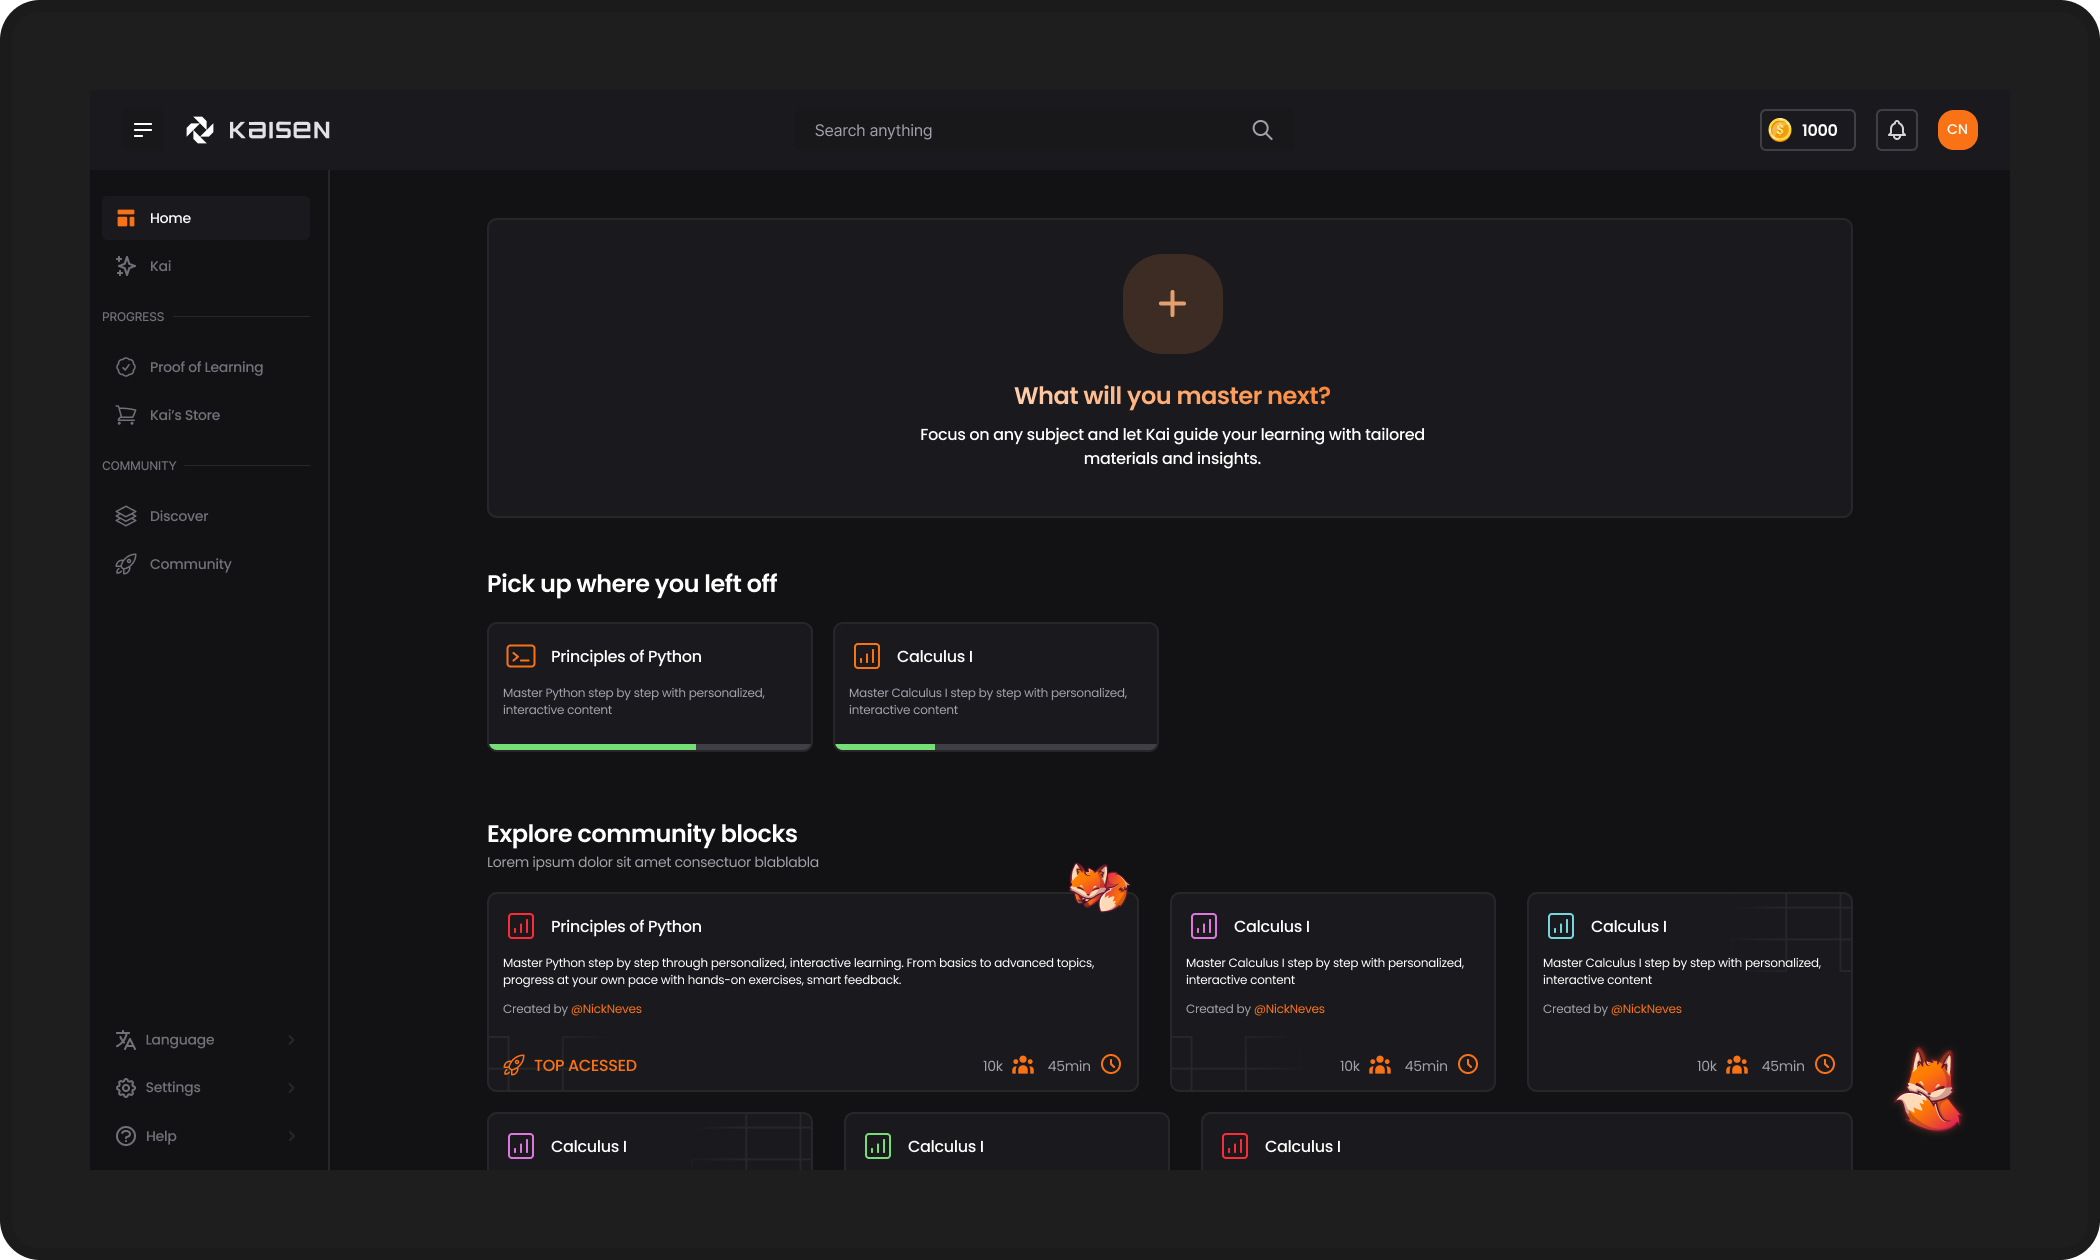 KAISEN
Search anything
1000
CN
Home
Kai
PROGRESS
Proof of Learning
Kai's Store
COMMUNITY
Discover
Community
Language
Settings
Help
What will you master next?
Focus on any subject and let Kai guide your learning with tailored
materials and insights.
Pick up where you left off
Principles of Python
Master Python step by step with personalized,
interactive content
Calculus I
Master Calculus I step by step with personalized,
interactive content
Explore community blocks
Lorem ipsum dolor sit amet consectuor blablabla
Principles of Python
Master Python step by step through personalized, interactive learning. From basics to advanced topics,
progress at your own pace with hands-on exercises, smart feedback.
Created by @NickNeves
TOP ACESSED
10k
45min
Calculus I
Master Calculus I step by step with personalized,
interactive content
Created by @NickNeves
10k
45min
Calculus I
Master Calculus I step by step with personalized,
interactive content
Created by @NickNeves
10k
45min
Calculus I
Calculus I
Calculus I